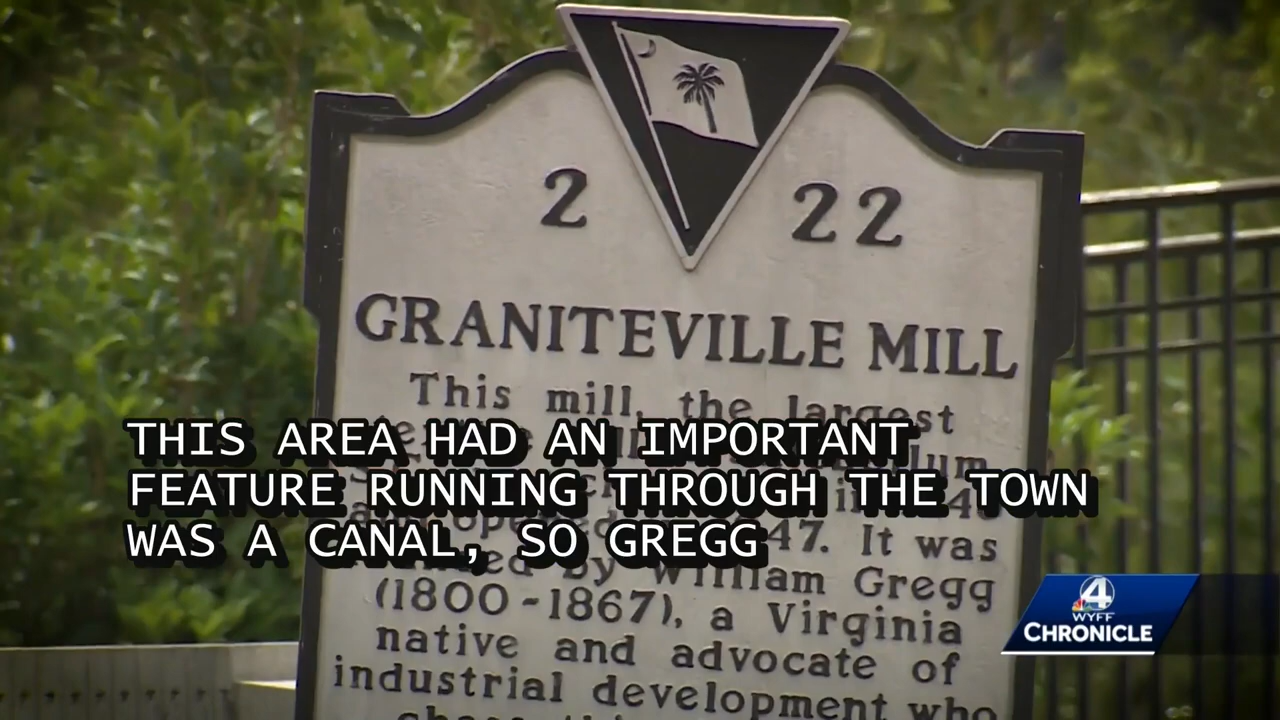 2 22
GRANITEVILLE MILL
This mill, the largest
THIS AREA HAD AN IMPORTANT
FEATURE RUNNING THROUGH THE TOWN
WAS A CANAL, SO GREGG
47. It was
by William Gregg
(1800-1867), a Virginia
native and advocate of
industrial development who
4
WYFF
CHRONICLE